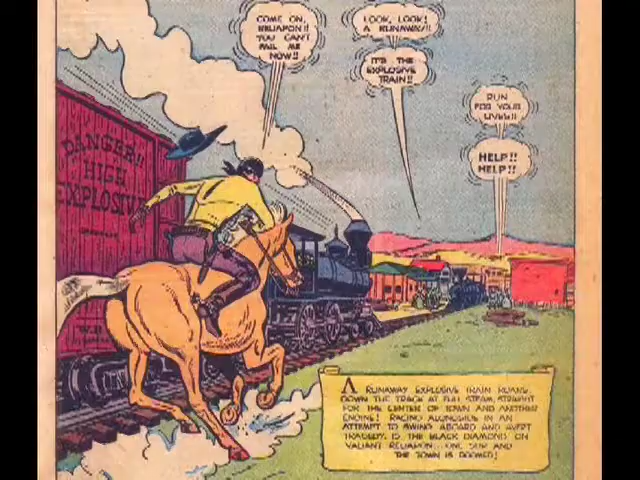 COME ON,
RELIAPON!!
YOU CAN'T
FAIL ME
NOW!!
LOOK, LOOK!
A RUNAWAY!!
IT'S THE
EXPLOSIVE
TRAIN!!
RUN
FOR YOUR
LIVES!!
HELP!!
HELP!!
DANGER!!
HIGH
EXPLOSIVE
A RUNAWAY EXPLOSIVE TRAIN ROARS
DOWN THE TRACK AT FULL STEAM, STRAIGHT
FOR THE CENTER OF TOWN AND ANOTHER
ENGINE! RACING ALONGSIDE IN AN
ATTEMPT TO SWING ABOARD AND AVERT
TRAGEDY, IS THE BLACK DIAMOND ON
VALIANT RELIAPON... ONE SLIP AND
THE TOWN IS DOOMED!